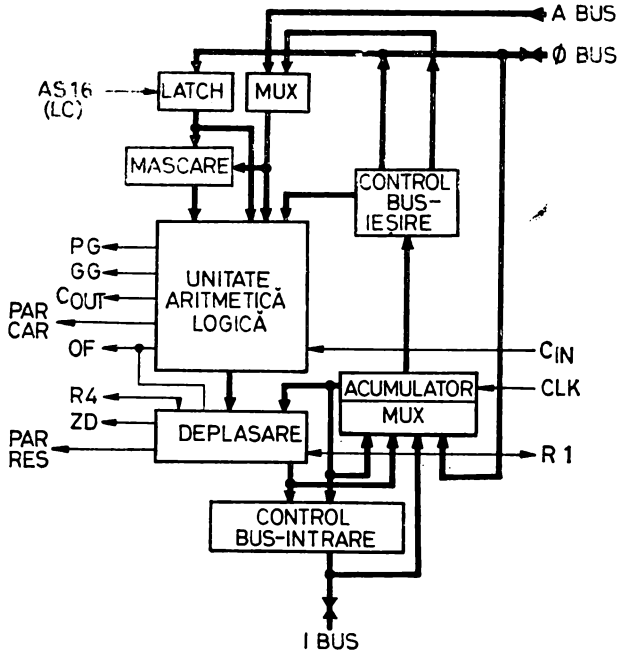 A BUS
Ø BUS
AS16
(LC)
LATCH
MUX
MASCARE
CONTROL
BUS-
IEȘIRE
PG
GG
COUT
PAR
CAR
OF
UNITATE
ARITMETICĂ
LOGICĂ
CIN
ACUMULATOR
MUX
CLK
R4
ZD
PAR
RES
DEPLASARE
R1
CONTROL
BUS-INTRARE
I BUS